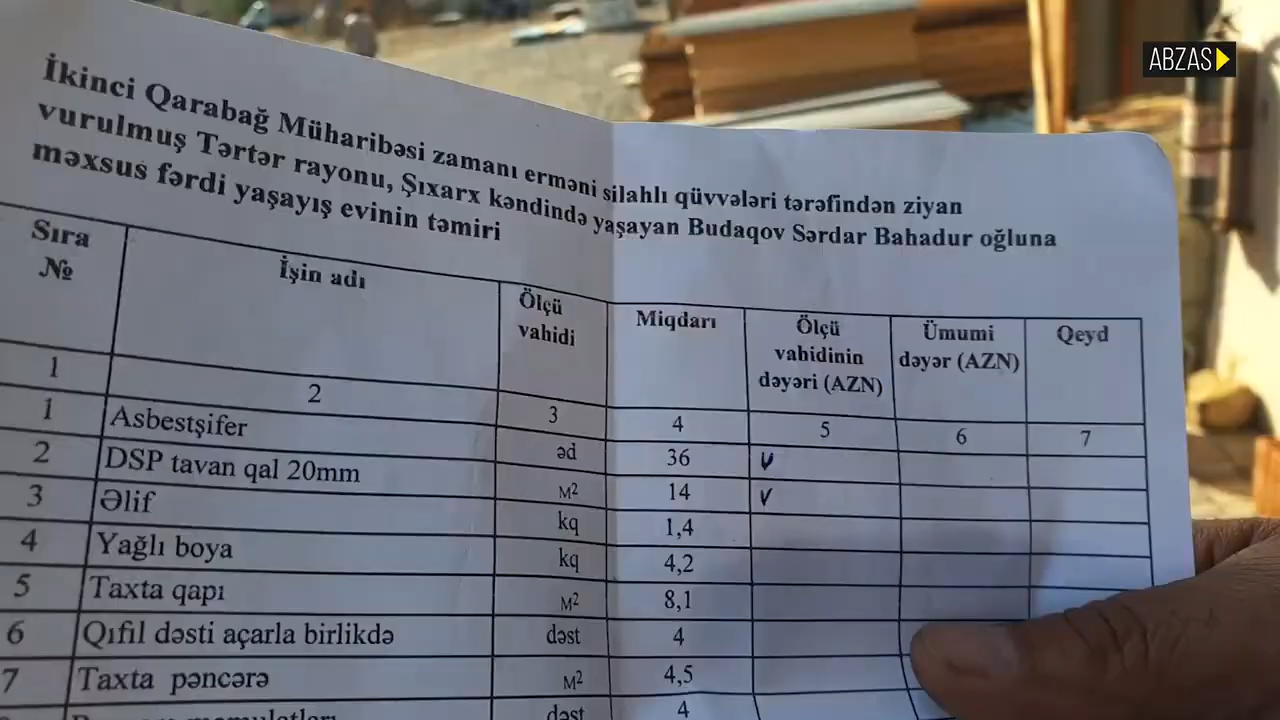 ABZAS
İkinci Qarabağ Müharibəsi zamanı erməni silahlı qüvvələri tərəfindən ziyan
vurulmuş Tərtər rayonu, Şıxarx kəndində yaşayan Budaqov Sərdar Bahadur oğluna
məxsus fərdi yaşayış evinin təmiri
Sıra № İşin adı Ölçü vahidi Miqdarı Ölçü vahidinin dəyəri (AZN) Ümumi dəyər (AZN) Qeyd
1 2 3 4 5 6 7
1 Asbestşifer əd 36 v
2 DSP tavan qal 20mm м² 14 v
3 Əlif kq 1,4
4 Yağlı boya kq 4,2
5 Taxta qapı м² 8,1
6 Qıfıl dəsti açarla birlikdə dəst 4
7 Taxta pəncərə м² 4,5
dəst 4